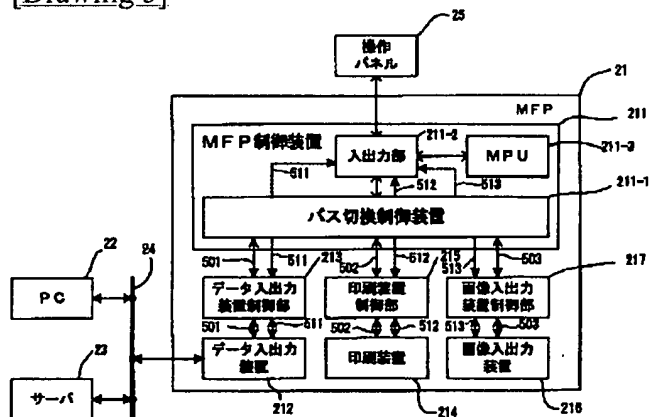 [Drawing 5]
25
操作
パネル
21
MFP
211
MFP制御装置
211-2
入出力部
MPU
211-3
511
512
513
211-1
バス切換制御装置
501
511
213
502
512
215
513
503
217
22
24
PC
データ入出力
装置制御部
印刷装置
制御部
画像入出力
装置制御部
501
511
502
512
513
503
23
サーバ
データ入出力
装置
印刷装置
画像入出力
装置
212
214
216